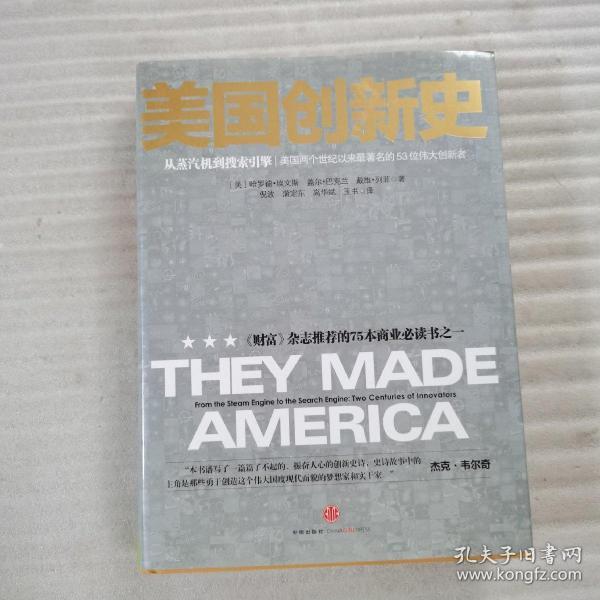 美国创新史
从蒸汽机到搜索引擎|美国两个世纪以来最著名的53位伟大创新者
[美]哈罗德·埃文斯 盖尔·巴克兰 戴维·列菲 著
倪波 蒲定东 高华斌 玉书 译
★★★《财富》杂志推荐的75本商业必读书之一
THEY MADE
From the Steam Engine to the Search Engine: Two Centuries of Innovators
AMERICA
“本书谱写了一篇篇了不起的、振奋人心的创新史诗,史诗故事中的
主角是那些勇于创造这个伟大国度现代面貌的梦想家和实干家。”
杰克·韦尔奇
中信出版社·CHINA CITIC PRESS
孔夫子旧书网
www.kongfz.com